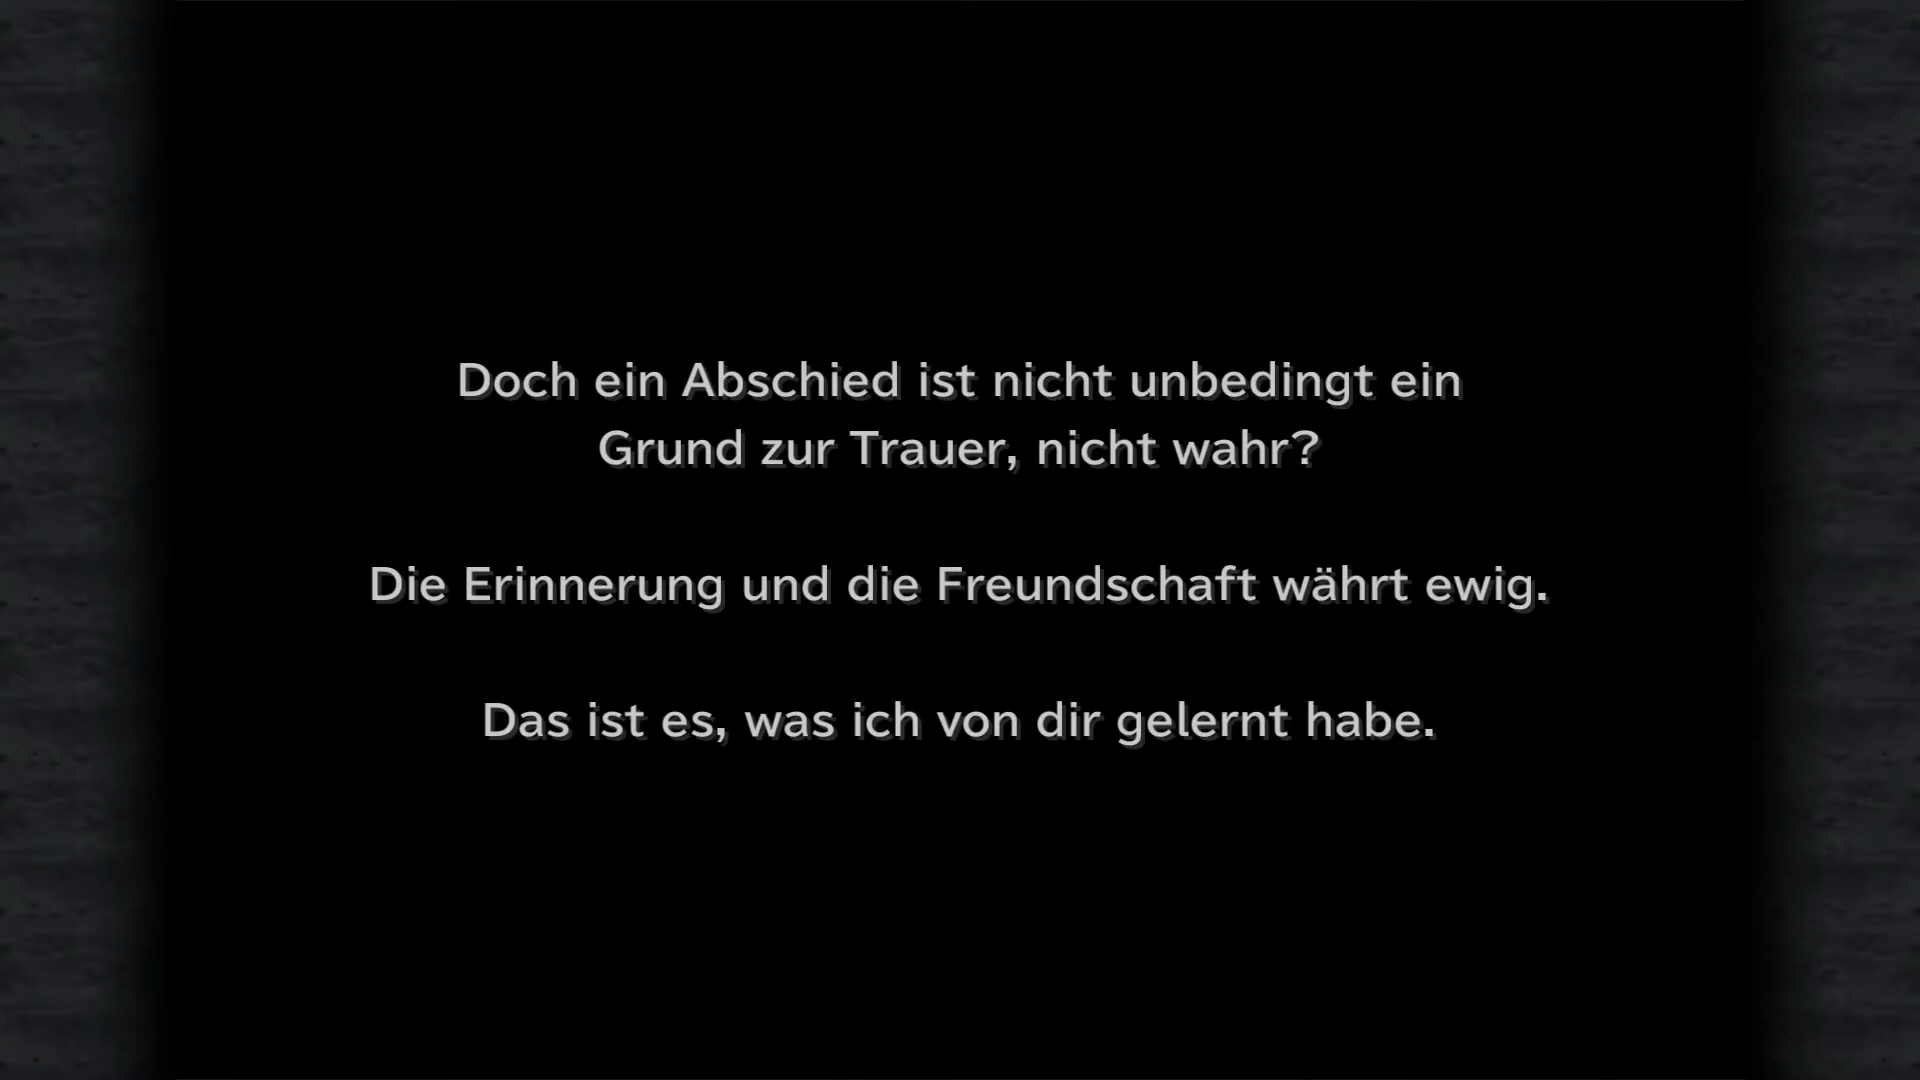 Doch ein Abschied ist nicht unbedingt ein
Grund zur Trauer, nicht wahr?
Die Erinnerung und die Freundschaft währt ewig.
Das ist es, was ich von dir gelernt habe.